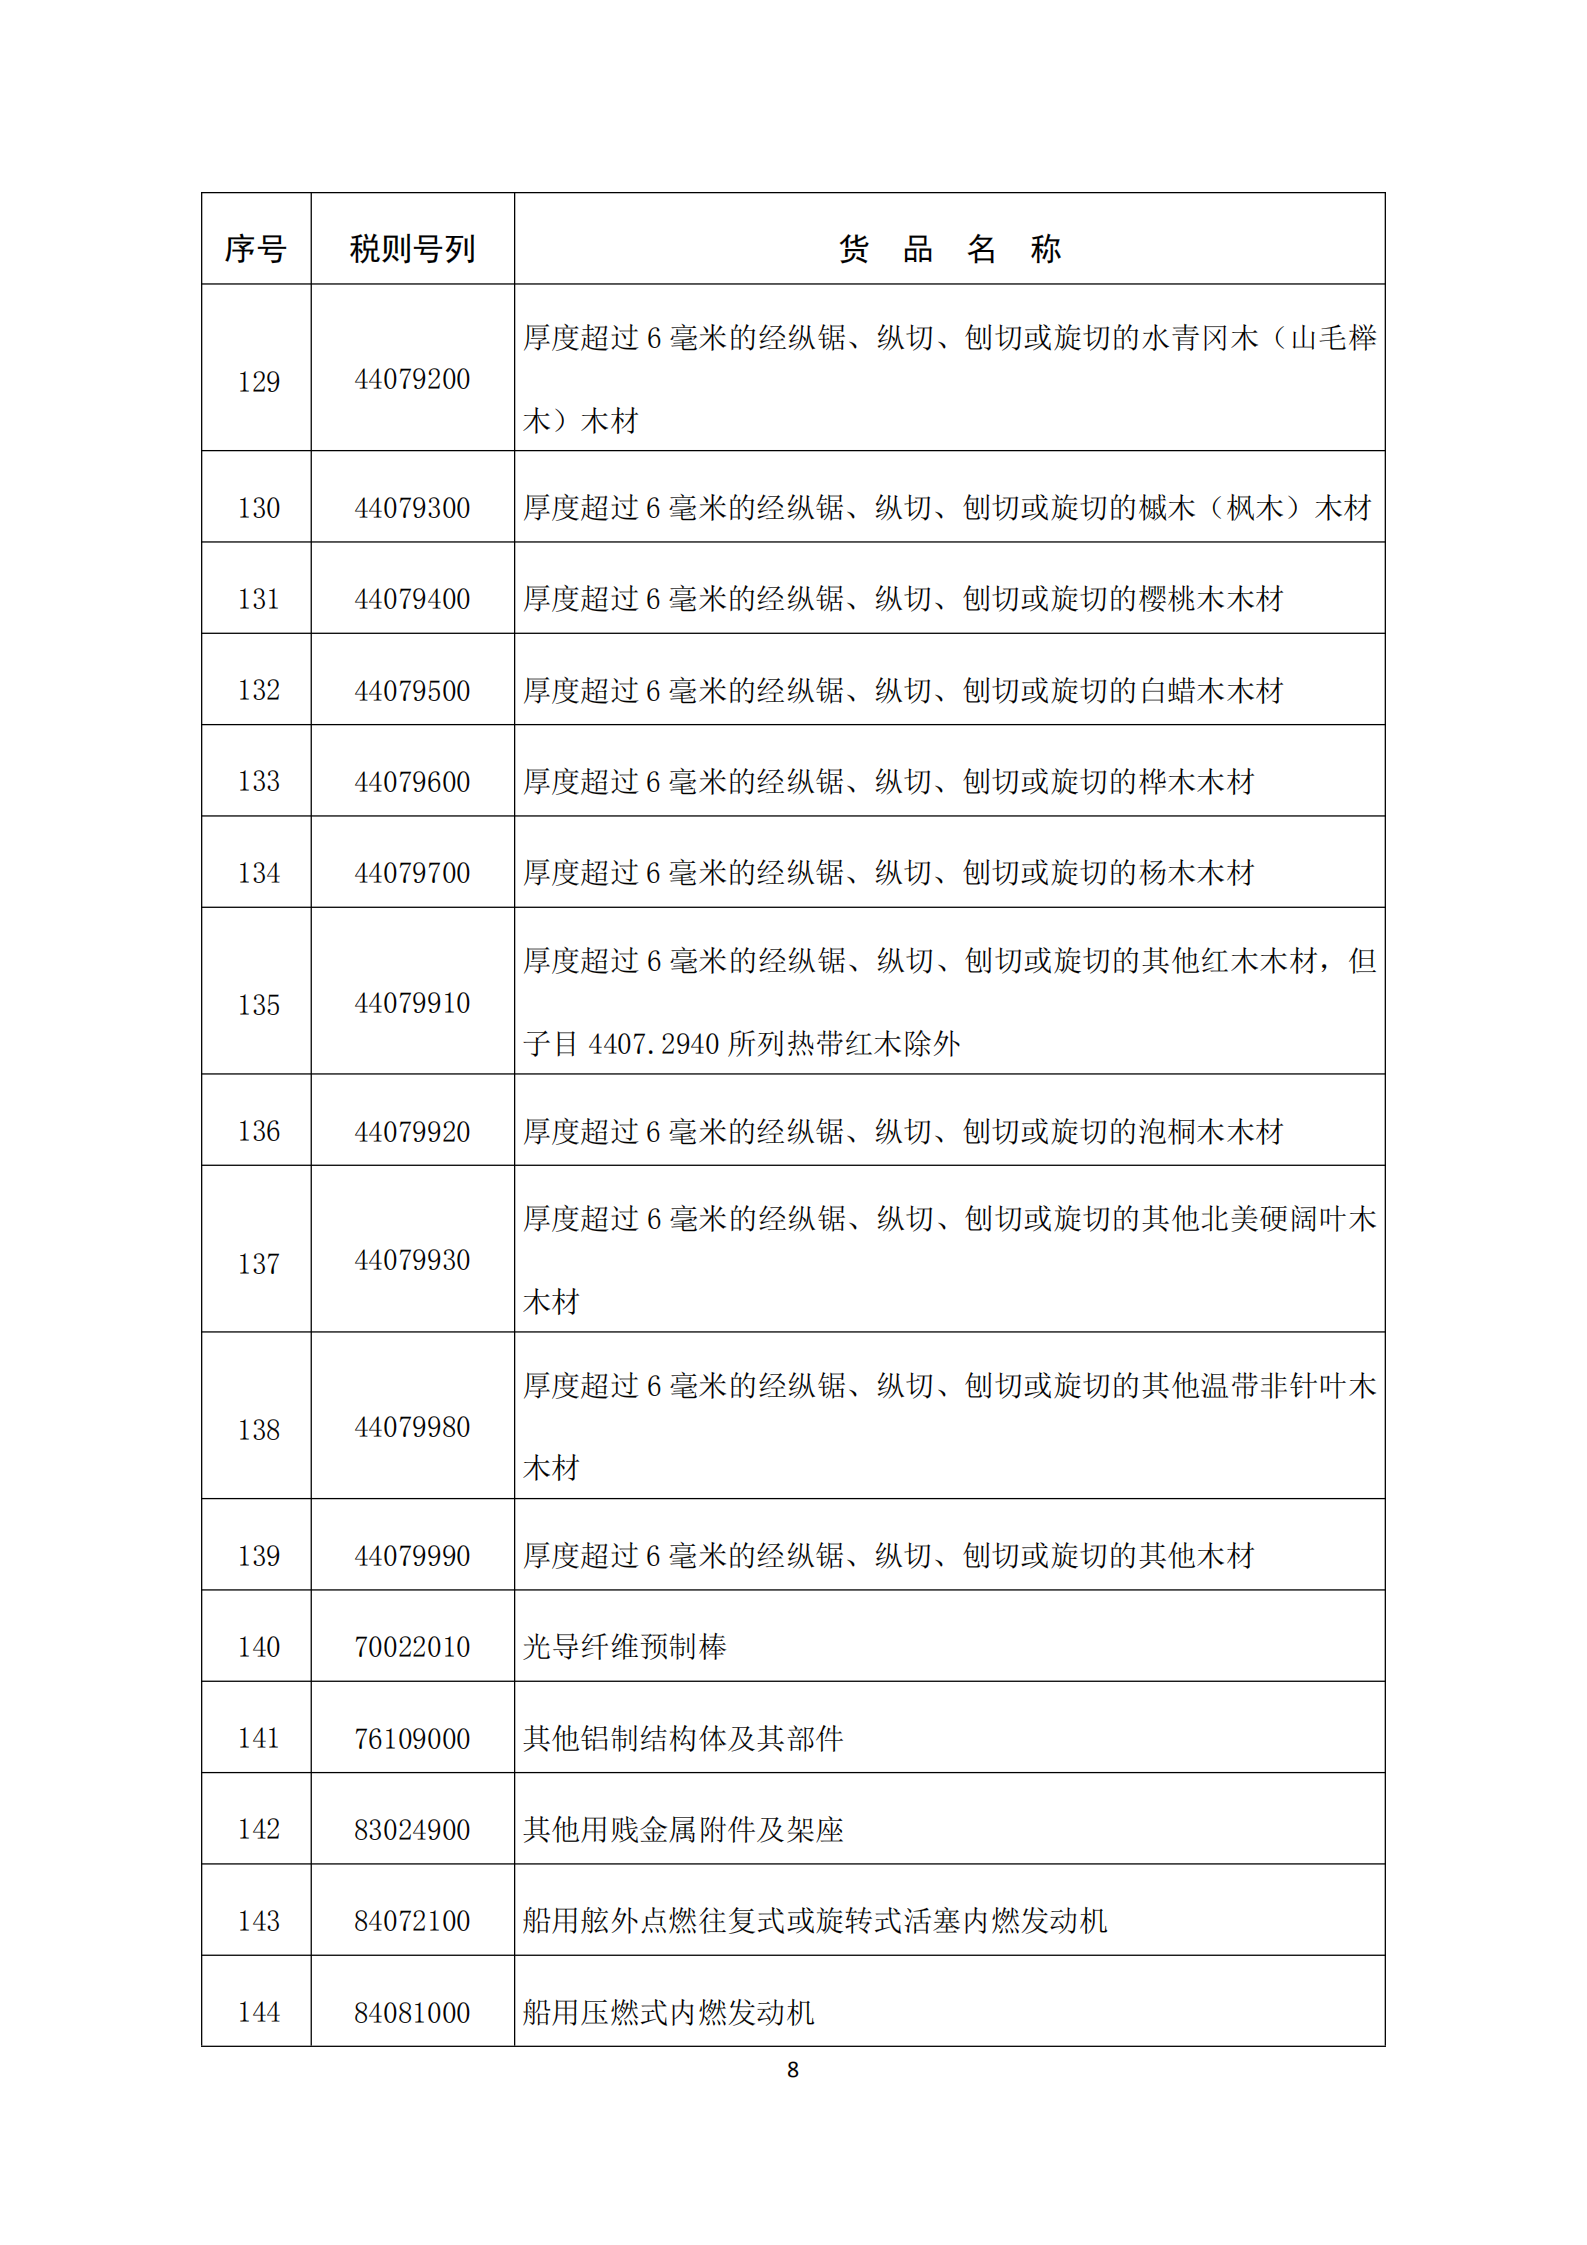 序号 税则号列 货 品 名 称
129 44079200 厚度超过 6 毫米的经纵锯、纵切、刨切或旋切的水青冈木（山毛榉
木）木材
130 44079300 厚度超过 6 毫米的经纵锯、纵切、刨切或旋切的槭木（枫木）木材
131 44079400 厚度超过 6 毫米的经纵锯、纵切、刨切或旋切的樱桃木木材
132 44079500 厚度超过 6 毫米的经纵锯、纵切、刨切或旋切的白蜡木木材
133 44079600 厚度超过 6 毫米的经纵锯、纵切、刨切或旋切的桦木木材
134 44079700 厚度超过 6 毫米的经纵锯、纵切、刨切或旋切的杨木木材
135 44079910 厚度超过 6 毫米的经纵锯、纵切、刨切或旋切的其他红木木材，但
子目 4407.2940 所列热带红木除外
136 44079920 厚度超过 6 毫米的经纵锯、纵切、刨切或旋切的泡桐木木材
137 44079930 厚度超过 6 毫米的经纵锯、纵切、刨切或旋切的其他北美硬阔叶木
木材
138 44079980 厚度超过 6 毫米的经纵锯、纵切、刨切或旋切的其他温带非针叶木
木材
139 44079990 厚度超过 6 毫米的经纵锯、纵切、刨切或旋切的其他木材
140 70022010 光导纤维预制棒
141 76109000 其他铝制结构体及其部件
142 83024900 其他用贱金属附件及架座
143 84072100 船用舷外点燃往复式或旋转式活塞内燃发动机
144 84081000 船用压燃式内燃发动机
8